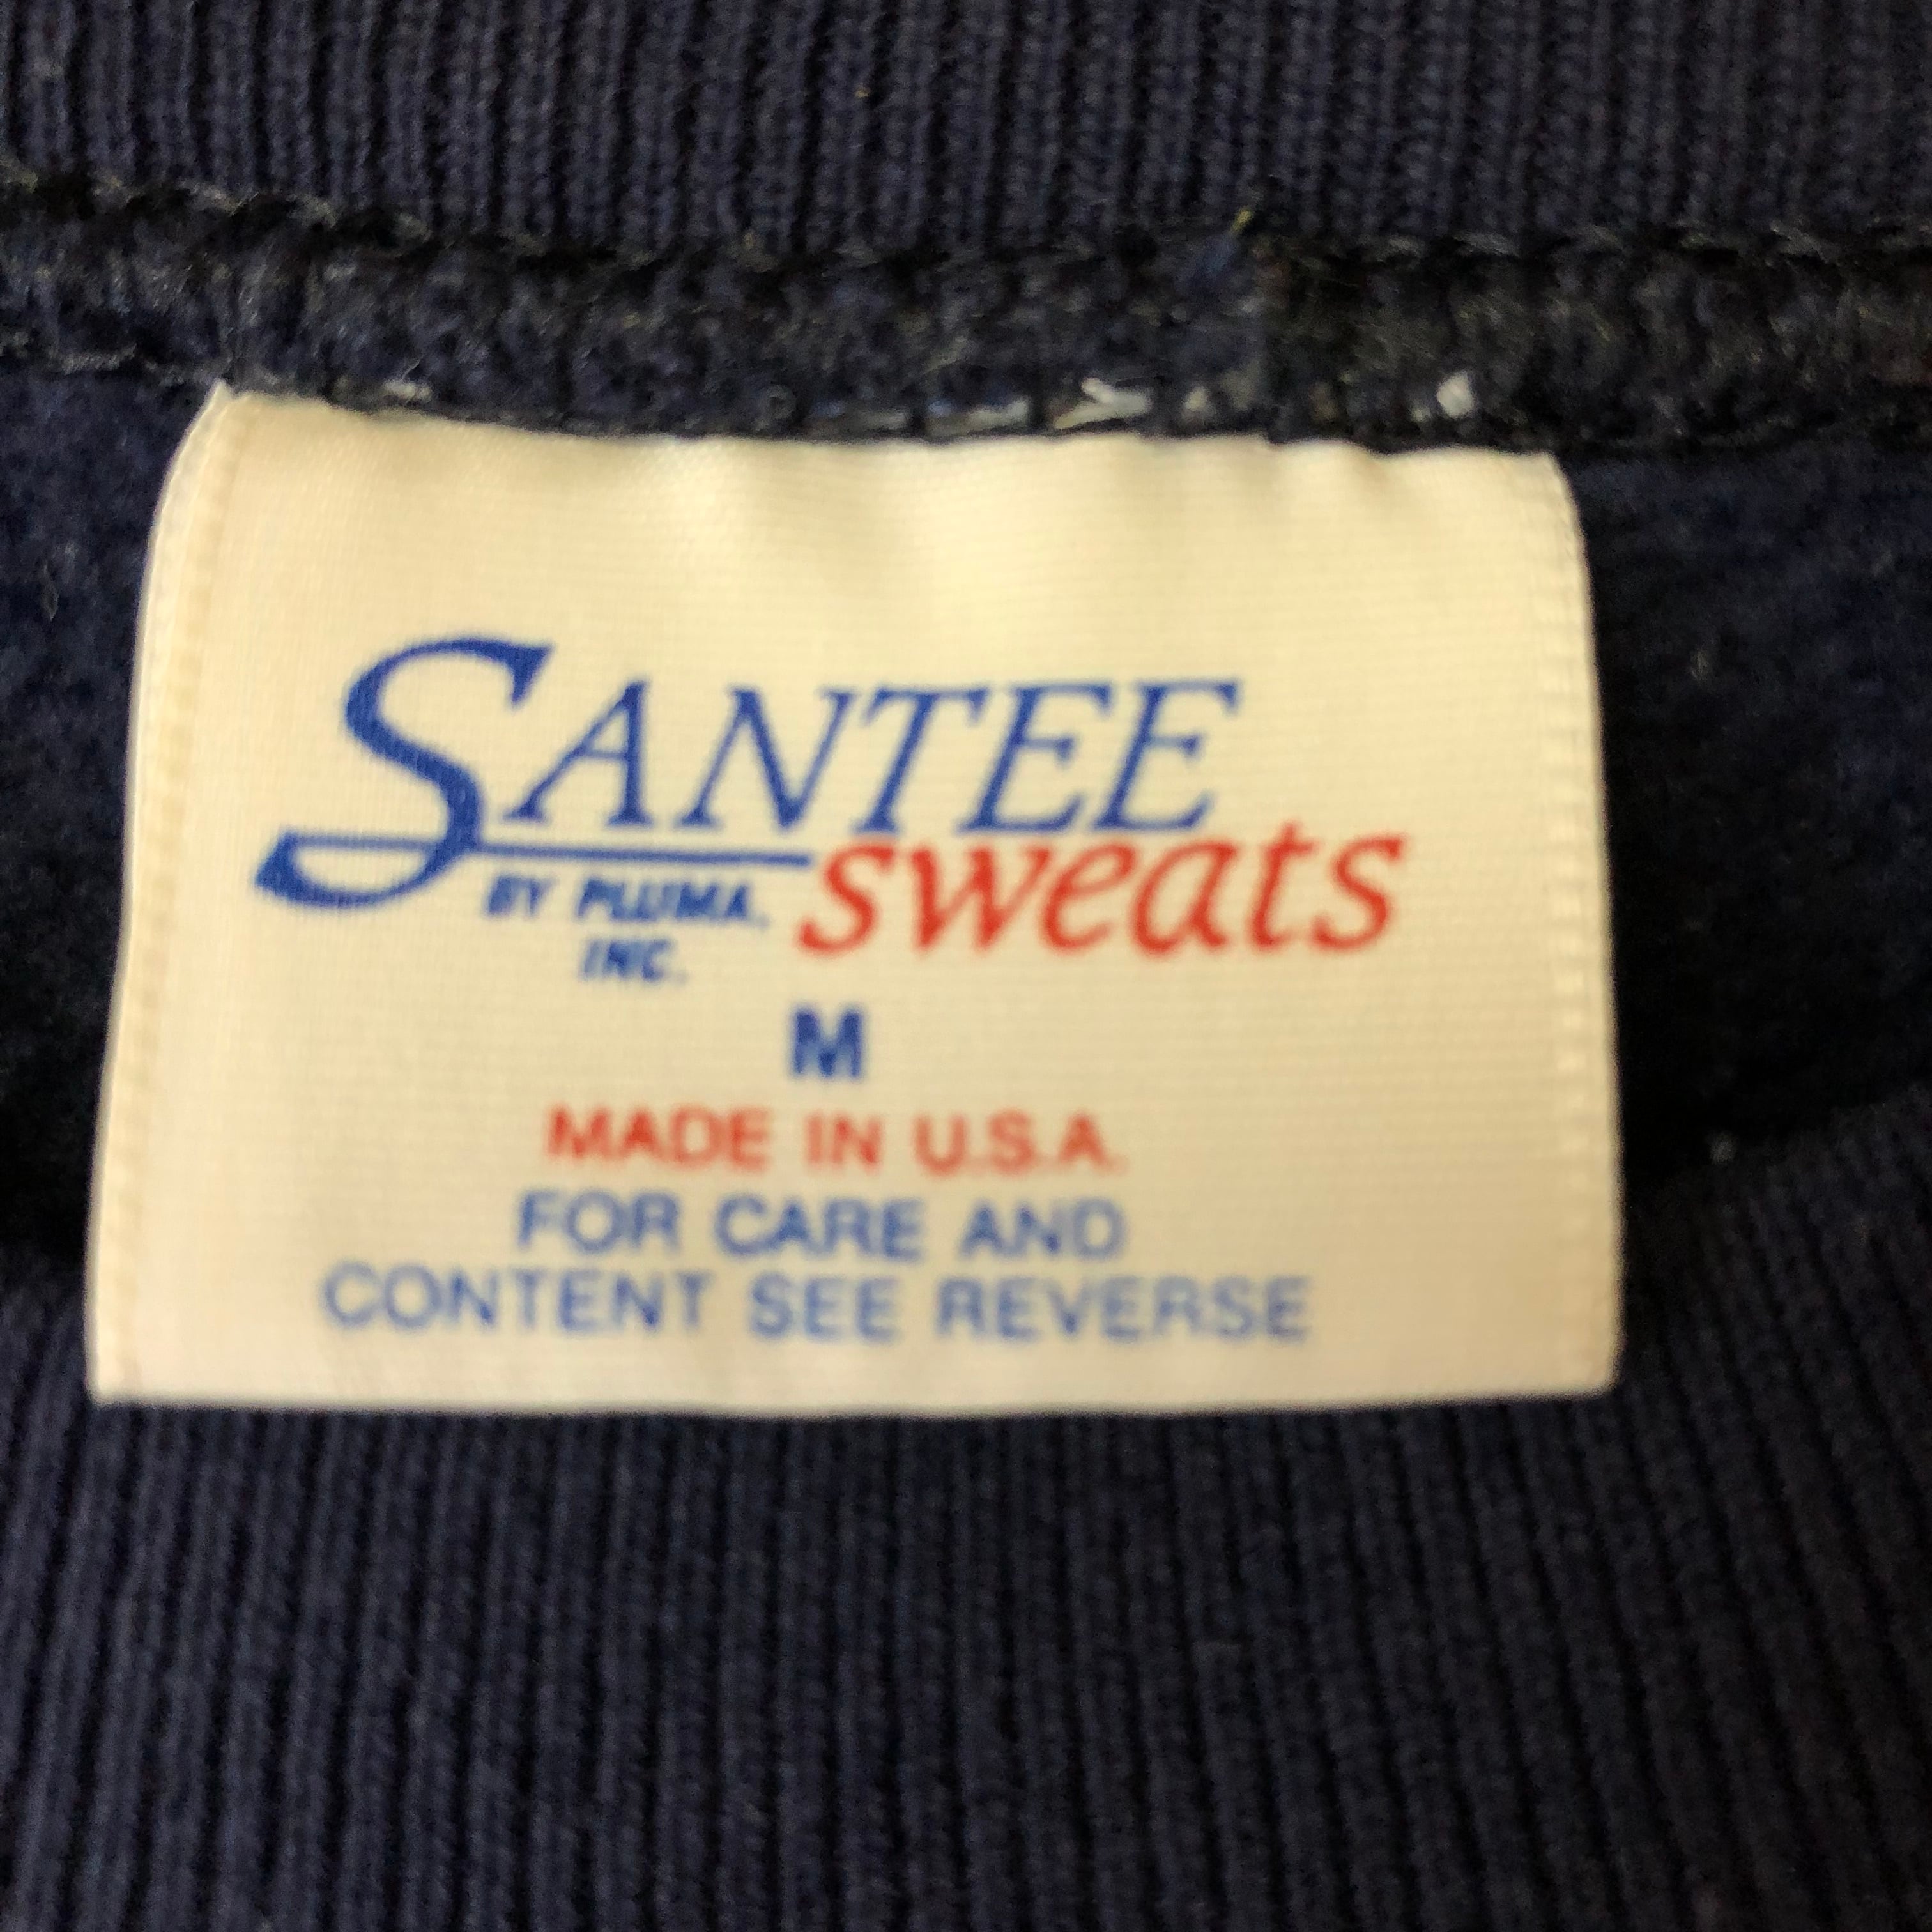 SANTEE
sweats
BY PLUMA,
INC.
M
MADE IN U.S.A.
FOR CARE AND
CONTENT SEE REVERSE